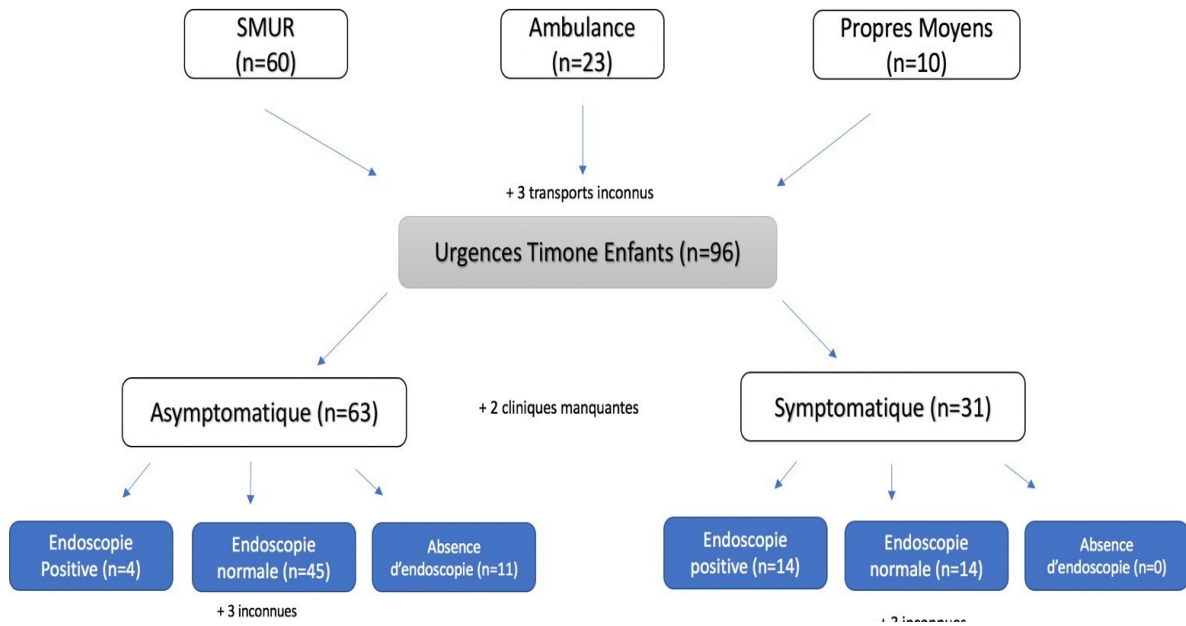 SMUR
(n=60)
Ambulance
(n=23)
Propres Moyens
(n=10)
+ 3 transports inconnus
Urgences Timone Enfants (n=96)
Asymptomatique (n=63)
+ 2 cliniques manquantes
Symptomatique (n=31)
Endoscopie
Positive (n=4)
Endoscopie
normale (n=45)
Absence
d'endoscopie (n=11)
+ 3 inconnues
Endoscopie
positive (n=14)
Endoscopie
normale (n=14)
Absence
d'endoscopie (n=0)
inconnues